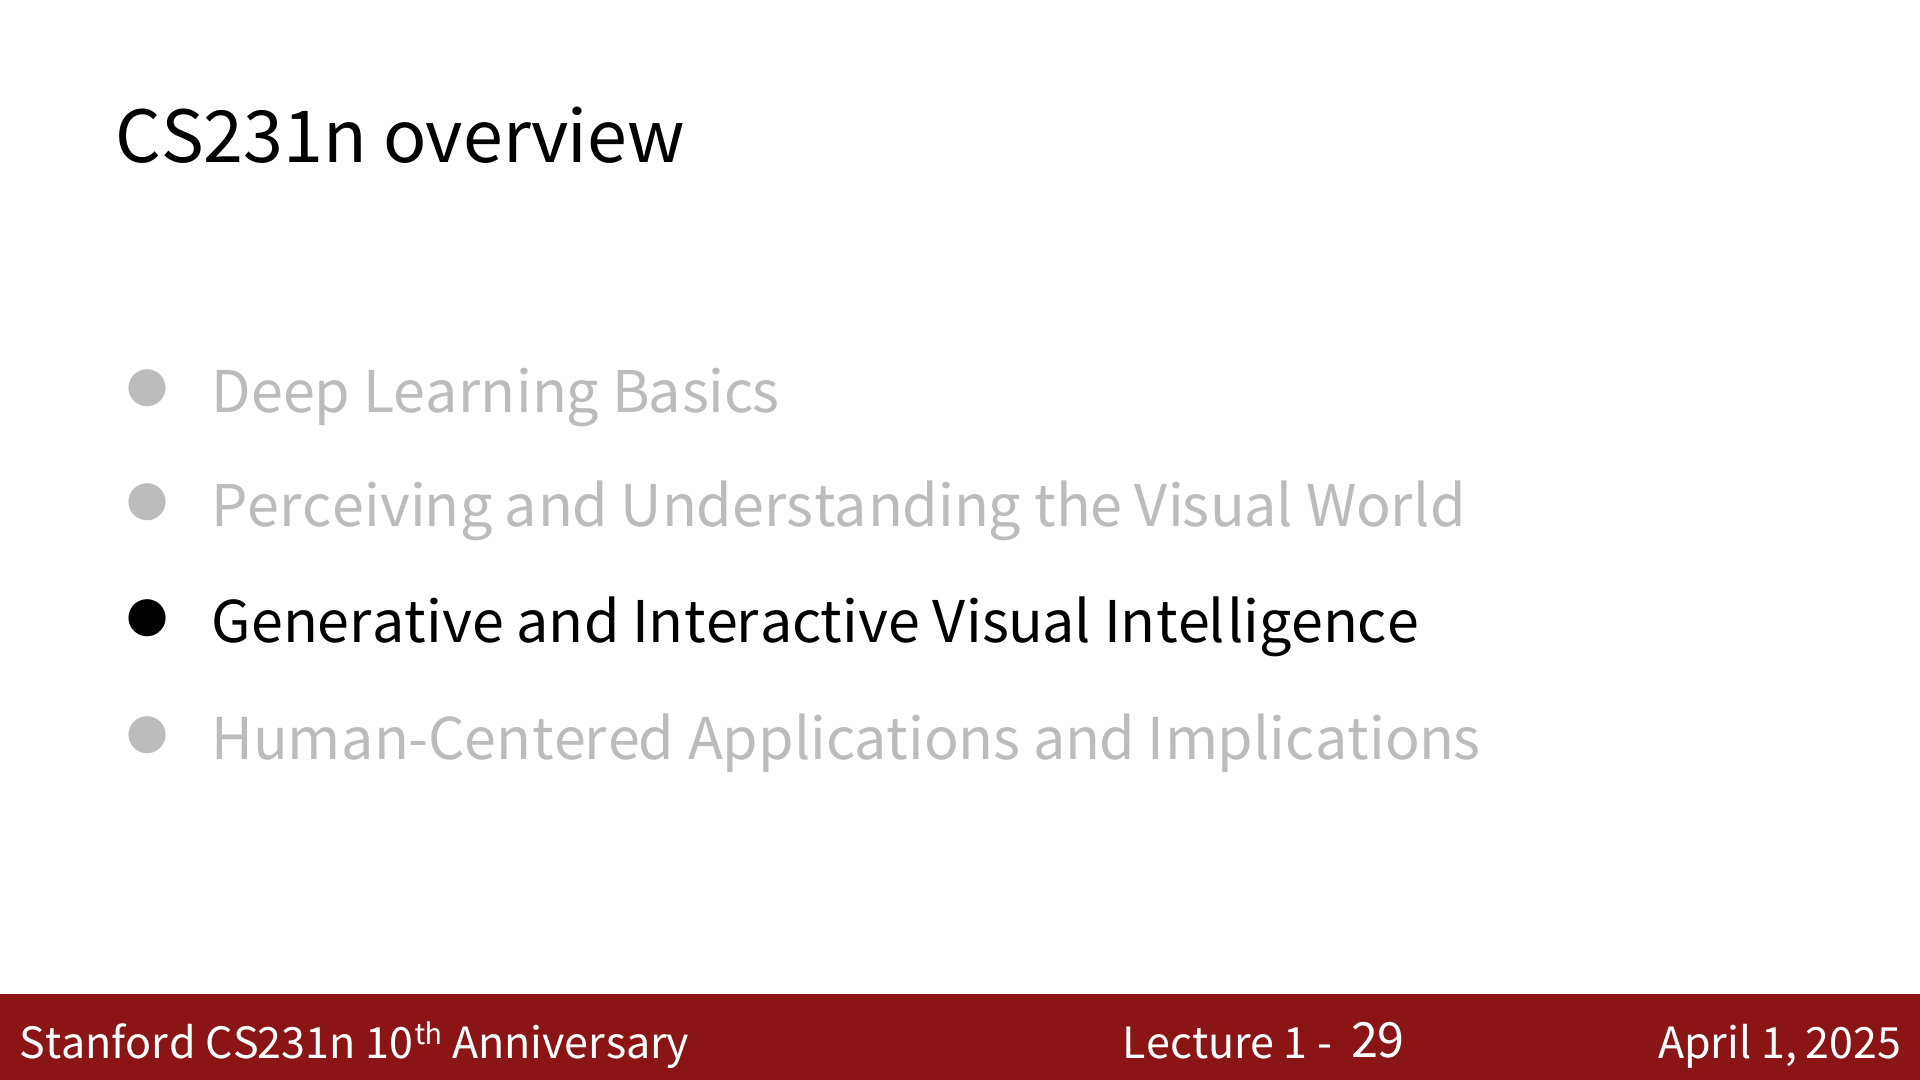 CS231n overview
● Deep Learning Basics
● Perceiving and Understanding the Visual World
● Generative and Interactive Visual Intelligence
● Human-Centered Applications and Implications
Stanford CS231n 10th Anniversary
Lecture 1 - 29
April 1, 2025